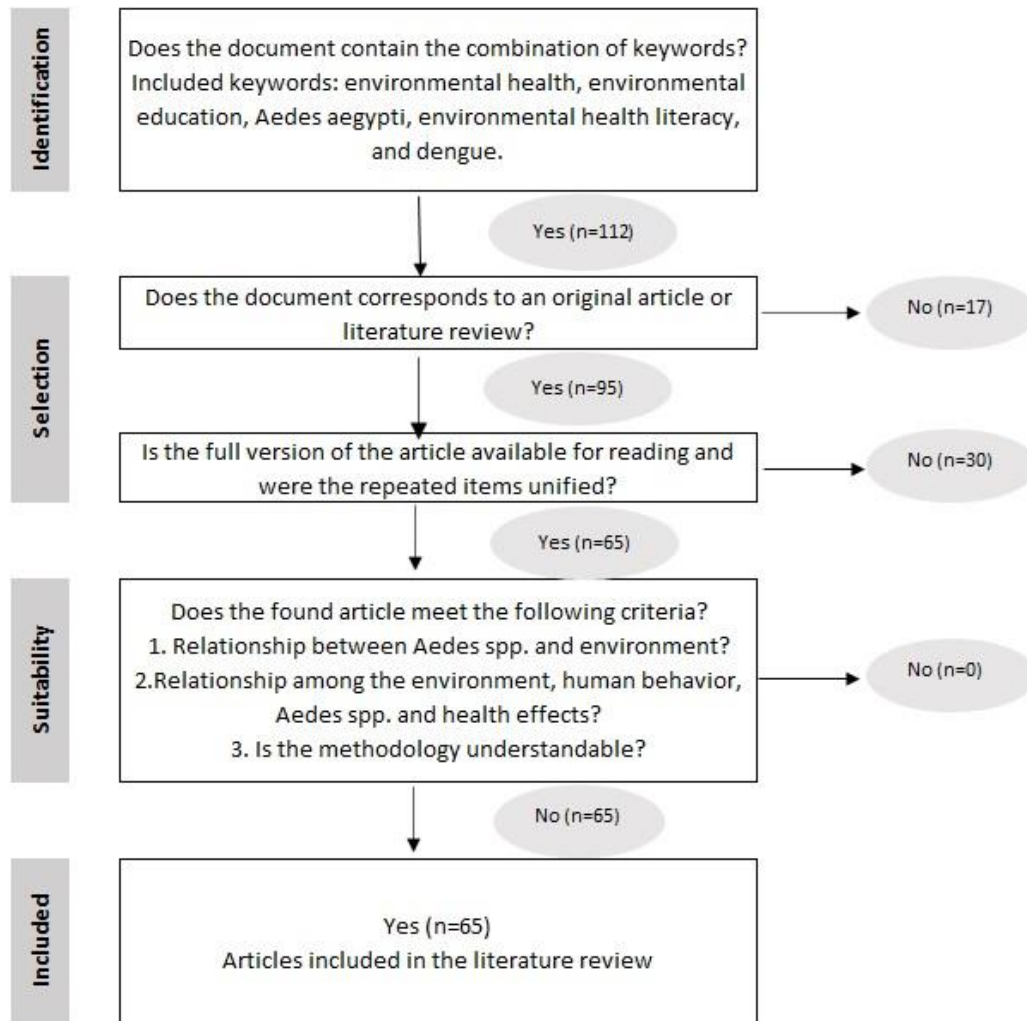 Identification
Does the document contain the combination of keywords?
Included keywords: environmental health, environmental
education, Aedes aegypti, environmental health literacy,
and dengue.
Yes (n=112)
Selection
Does the document corresponds to an original article or
literature review?
No (n=17)
Yes (n=95)
Is the full version of the article available for reading and
were the repeated items unified?
No (n=30)
Yes (n=65)
Suitability
Does the found article meet the following criteria?
1. Relationship between Aedes spp. and environment?
2.Relationship among the environment, human behavior,
Aedes spp. and health effects?
3. Is the methodology understandable?
No (n=0)
No (n=65)
Included
Yes (n=65)
Articles included in the literature review